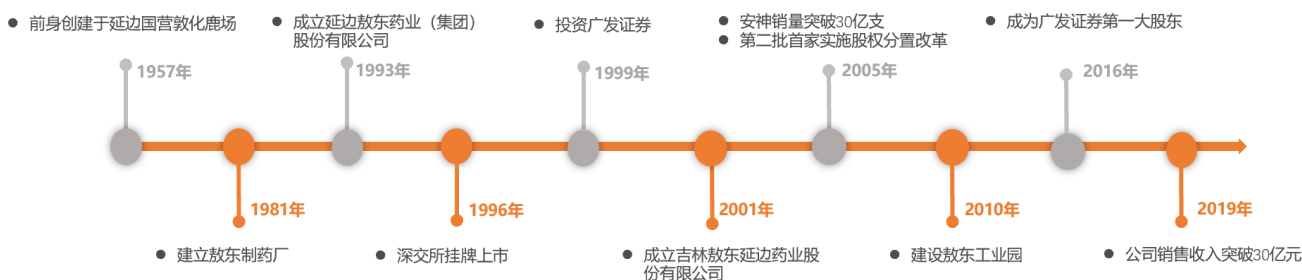 前身创建于延边国营敦化鹿场
成立延边敖东药业（集团）
股份有限公司
投资广发证券
安神销量突破30亿支
第二批首家实施股权分置改革
成为广发证券第一大股东
1957年
1993年
1999年
2005年
2016年
1981年
1996年
2001年
2010年
2019年
建立敖东制药厂
深交所挂牌上市
成立吉林敖东延边药业股
份有限公司
建设敖东工业园
公司销售收入突破30亿元